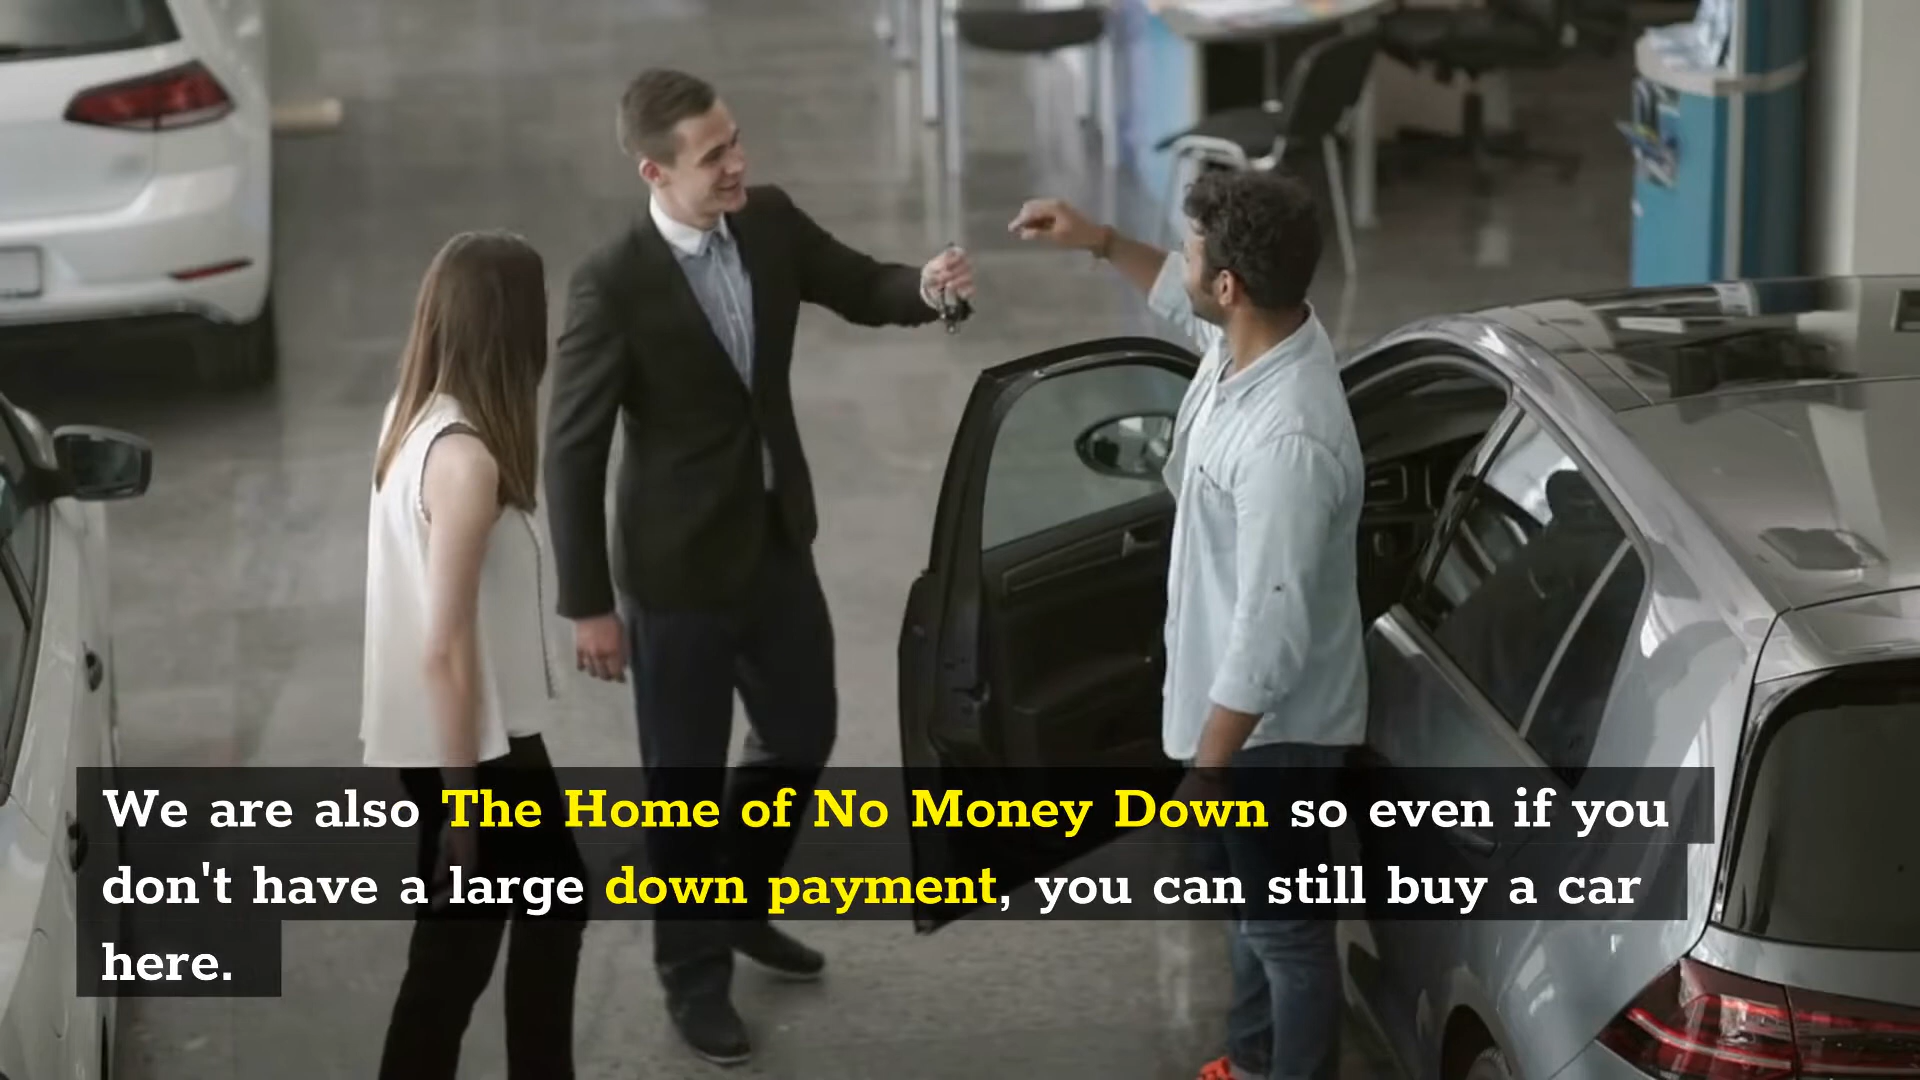 We are also The Home of No Money Down so even if you
don't have a large down payment, you can still buy a car
here.